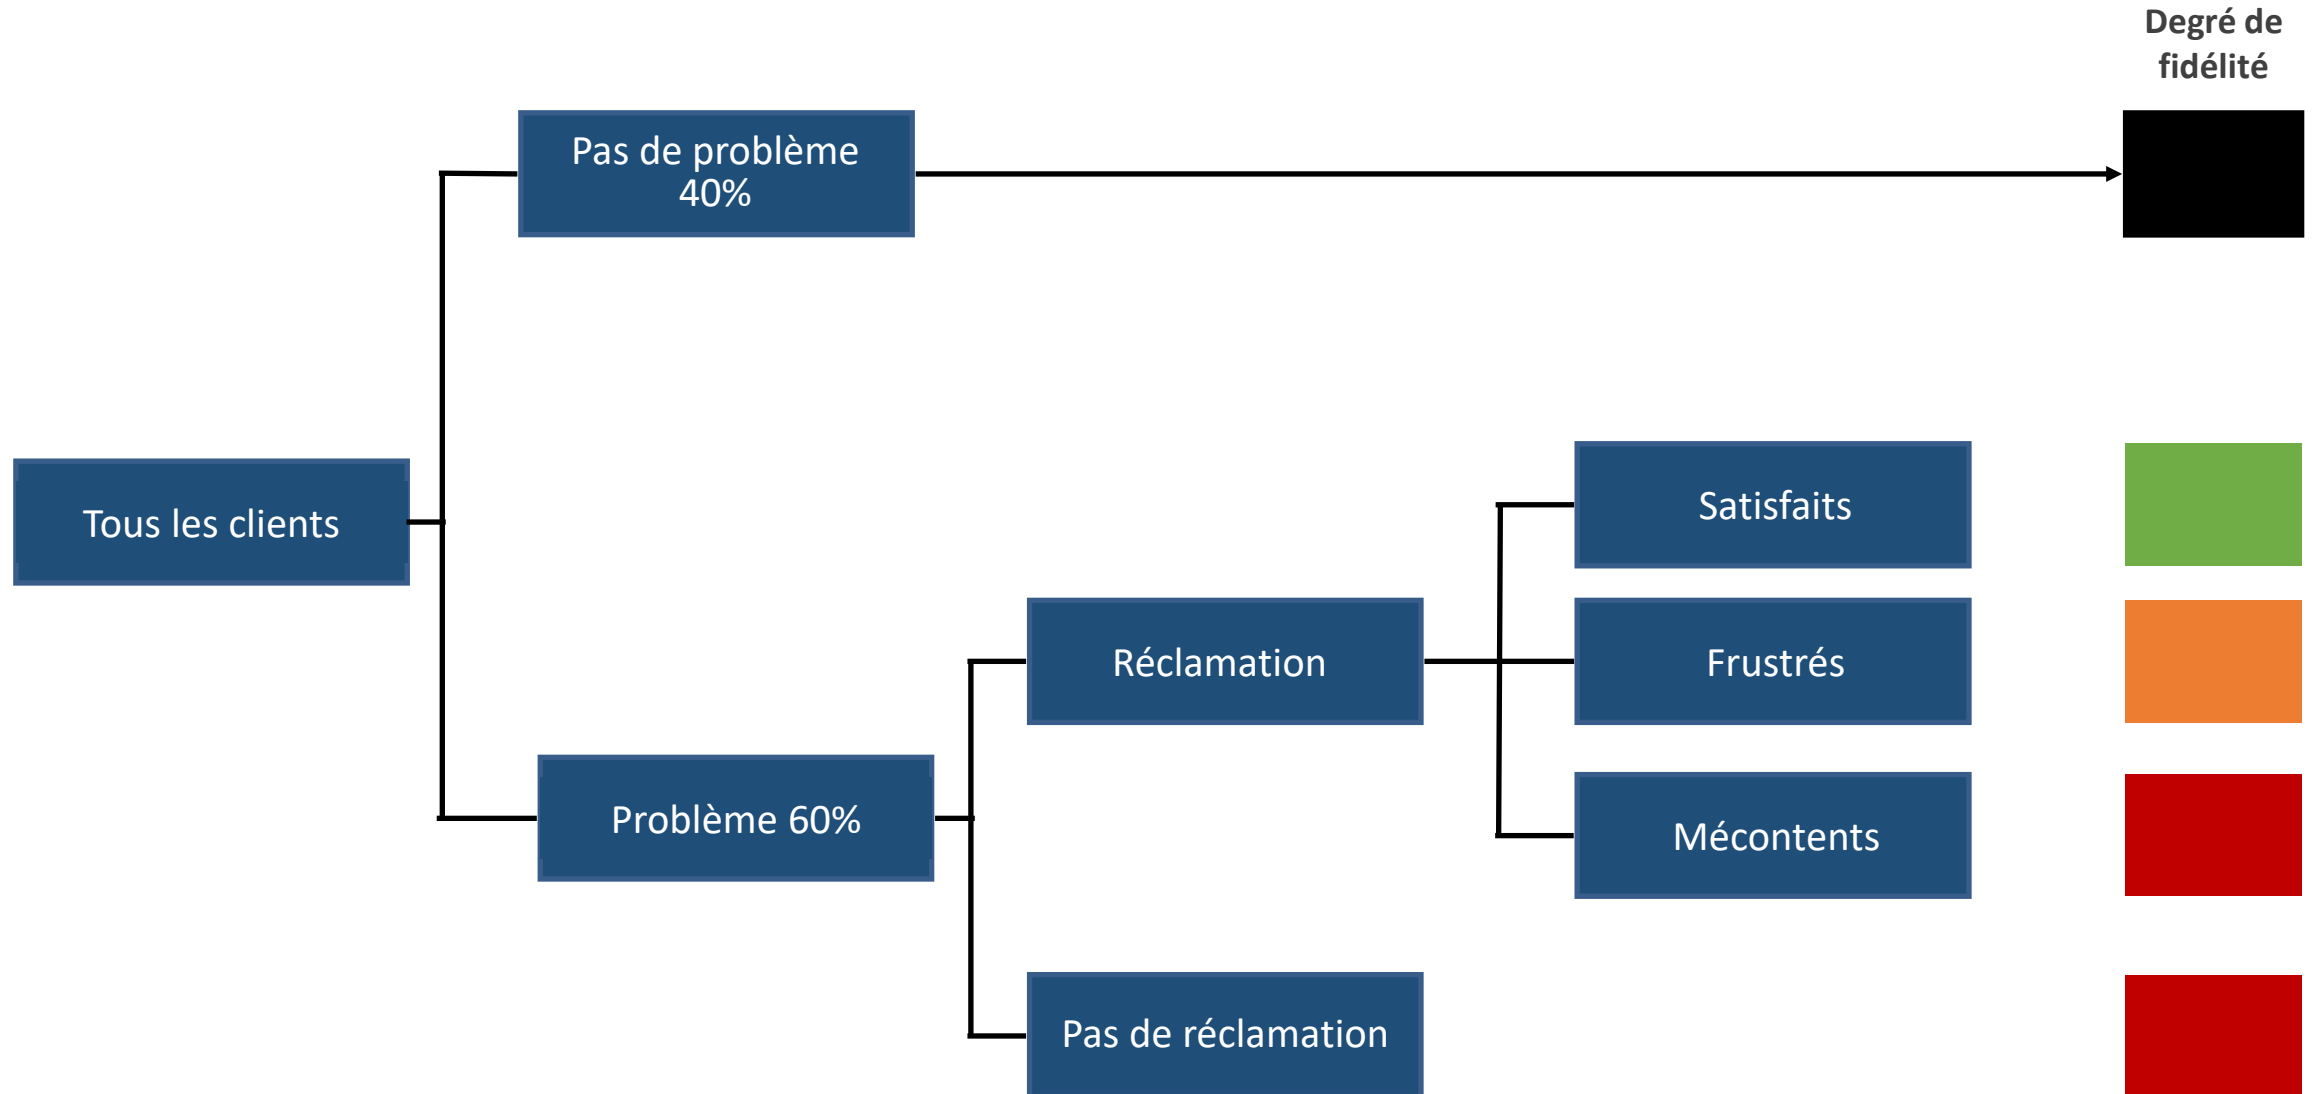 Degré de
fidélité
Pas de problème
40%
Tous les clients
Satisfaits
Réclamation
Frustrés
Problème 60%
Mécontents
Pas de réclamation